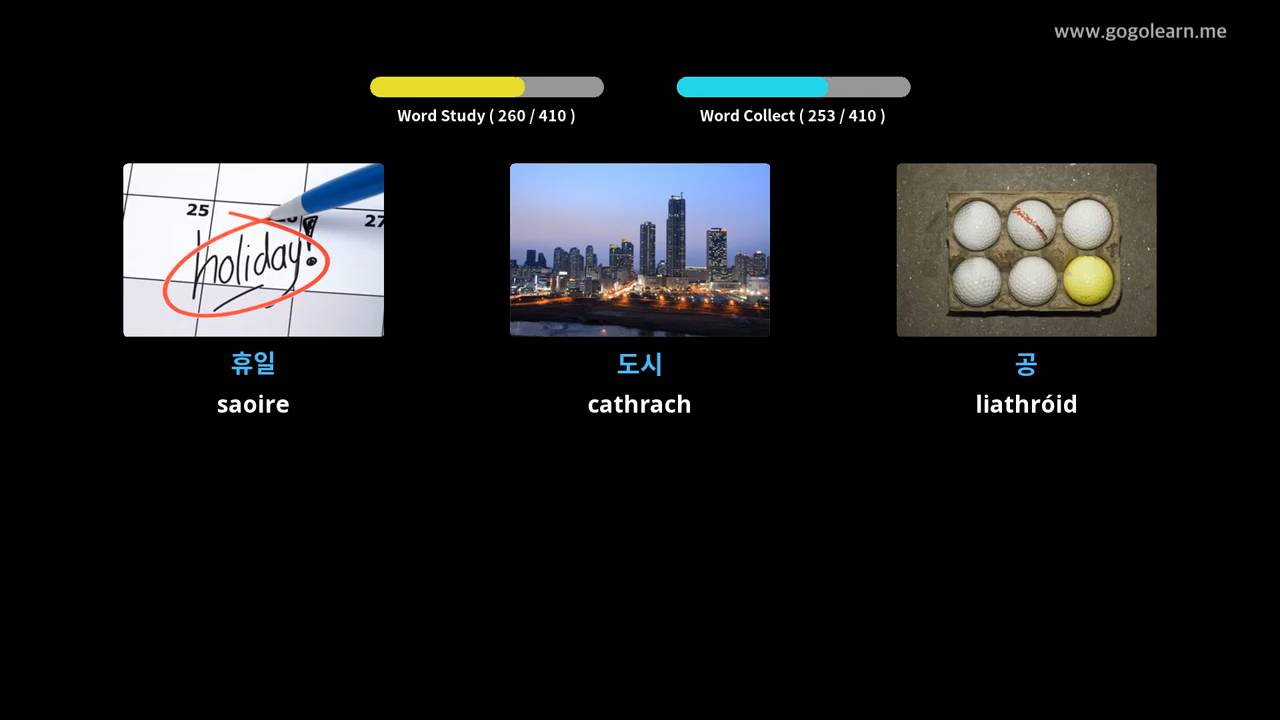 www.gogolearn.me
Word Study ( 260 / 410 )
Word Collect ( 253 / 410 )
25
27
holiday!
휴일
도시
공
saoire
cathrach
liathróid